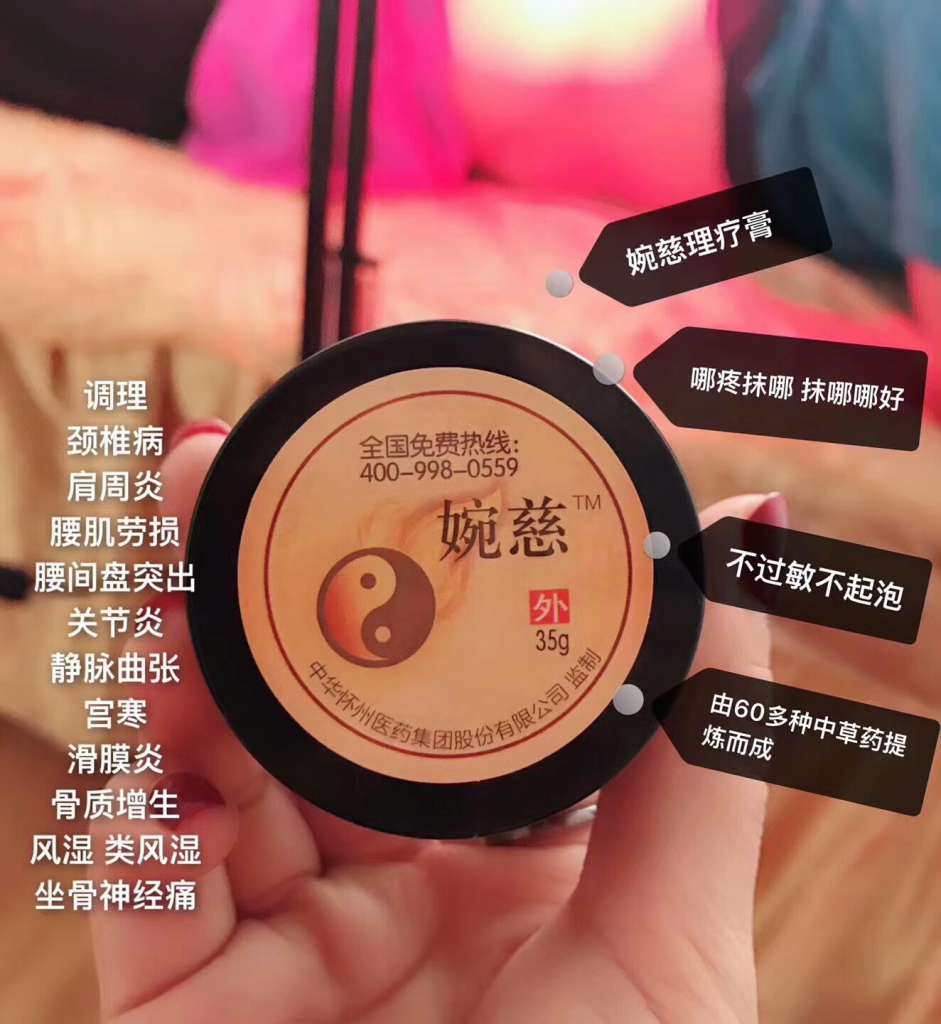 婉慈理疗膏
哪疼抹哪 抹哪哪好
不过敏不起泡
由60多种中草药提
炼而成
调理
颈椎病
肩周炎
腰肌劳损
腰间盘突出
关节炎
静脉曲张
宫寒
滑膜炎
骨质增生
风湿 类风湿
坐骨神经痛
全国免费热线:
400-998-0559
婉慈™
外
35g
中华怀州医药集团股份有限公司 监制